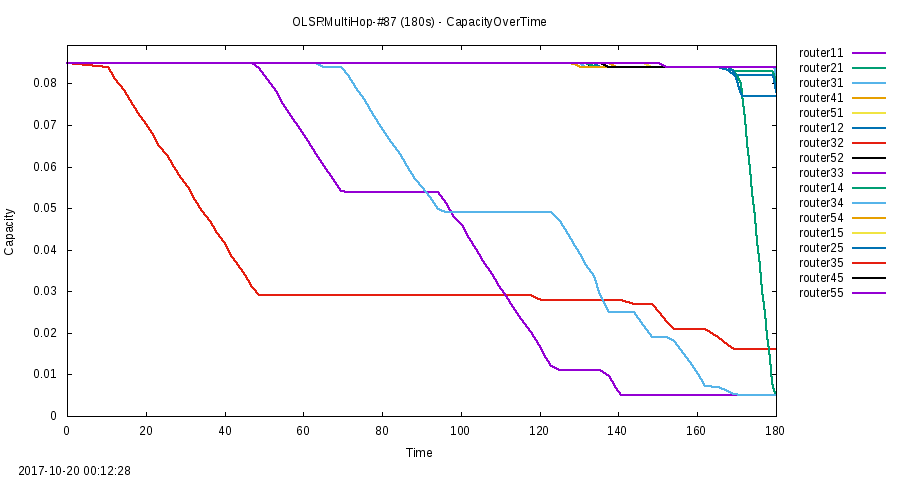 OLSRMultiHop-#87 (180s) - CapacityOverTime
router11
router21
router31
router41
router51
router12
router32
router52
router33
router14
router34
router54
router15
router25
router35
router45
router55
Capacity
0.08
0.07
0.06
0.05
0.04
0.03
0.02
0.01
0
0 20 40 60 80 100 120 140 160 180
Time
2017-10-20 00:12:28